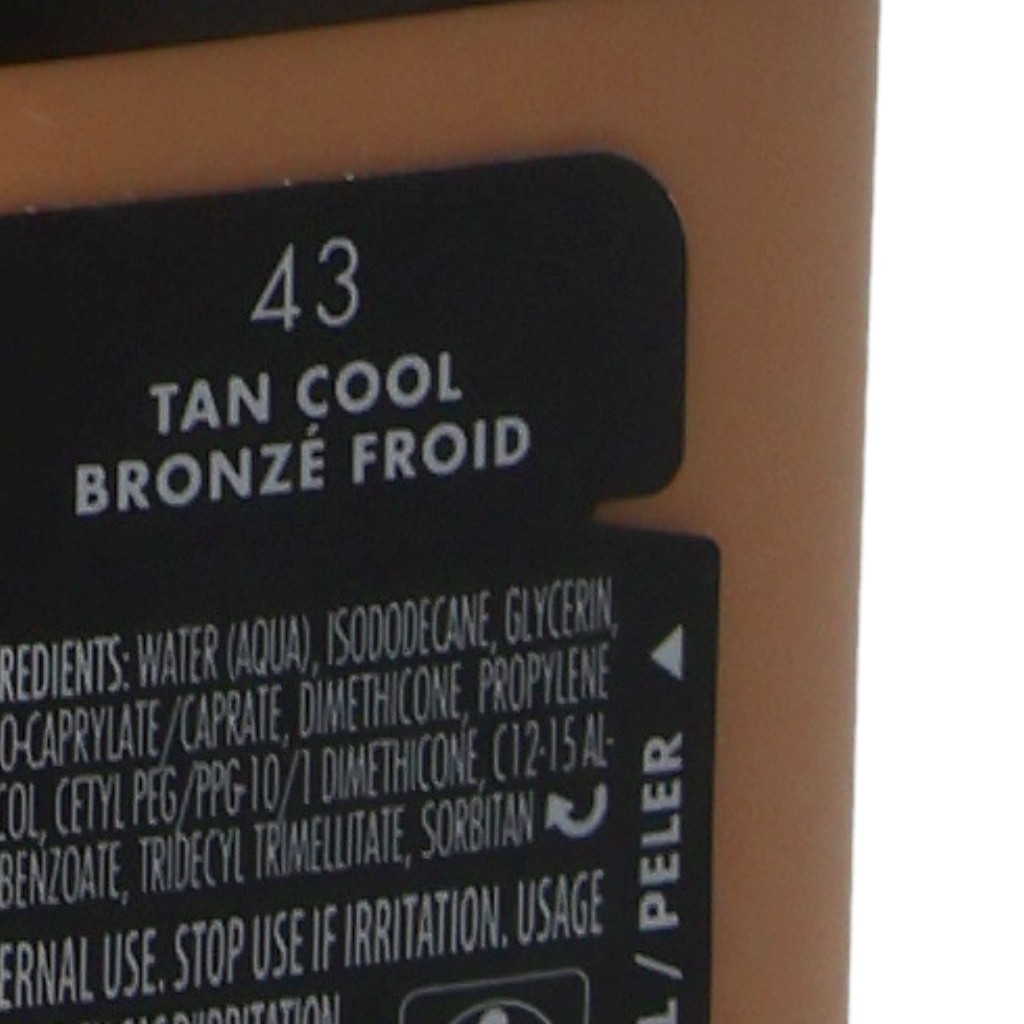 43
TAN COOL
BRONZÉ FROID
REDIENTS: WATER (AQUA), ISODODECANE, GLYCERIN,
O-CAPRYLATE/CAPRATE, DIMETHICONE, PROPYLENE
COL, CETYL PEG/PPG-10/1 DIMETHICONE, C12-15 AL-
BENZOATE, TRIDECYL TRIMELLITATE, SORBITAN
ERNAL USE. STOP USE IF IRRITATION. USAGE
L / PELER